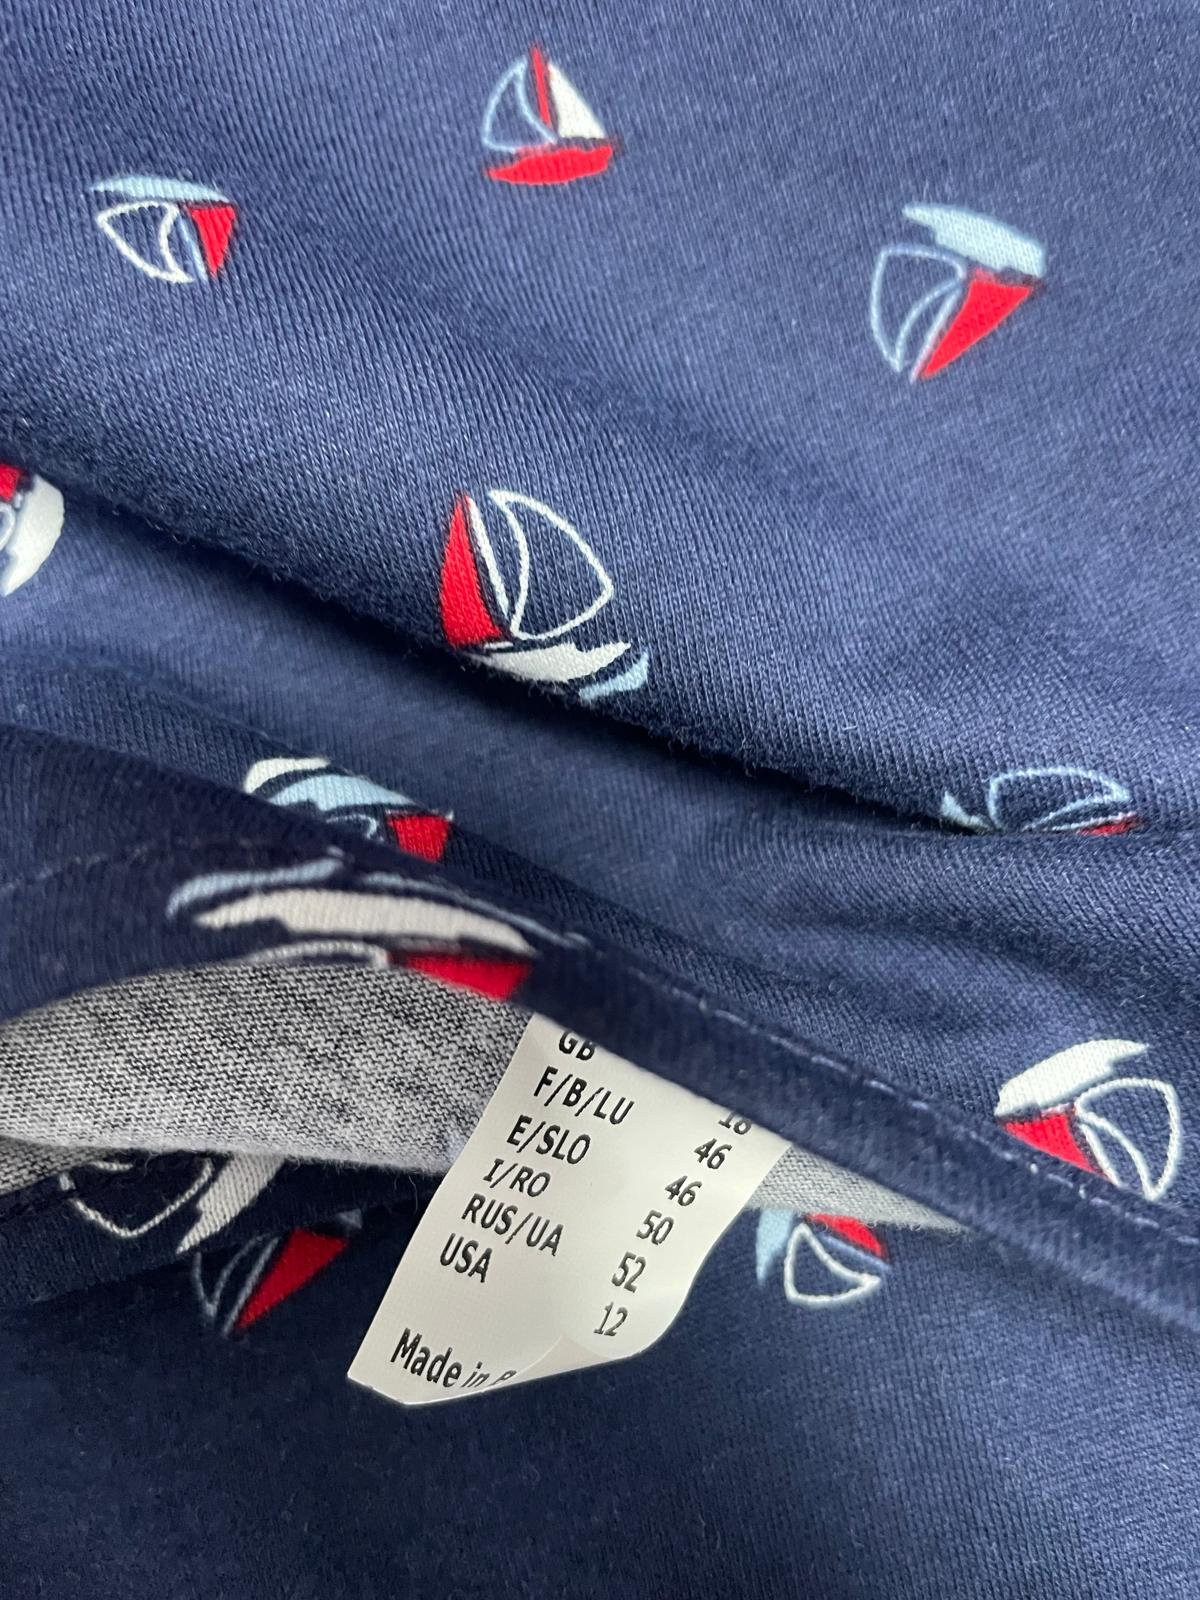 GB 18
F/B/LU 46
E/SLO 46
I/RO 50
RUS/UA 52
USA 12
Made in